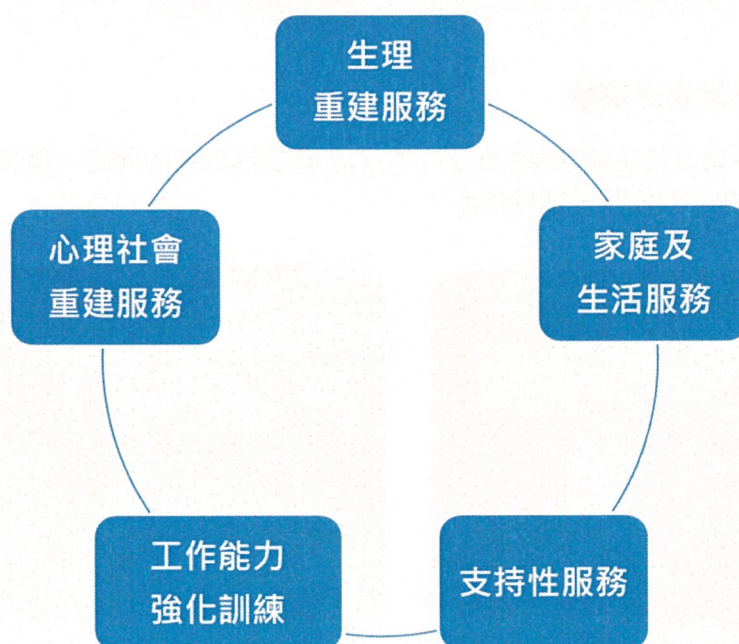 生理
重建服務
家庭及
生活服務
支持性服務
工作能力
強化訓練
心理社會
重建服務